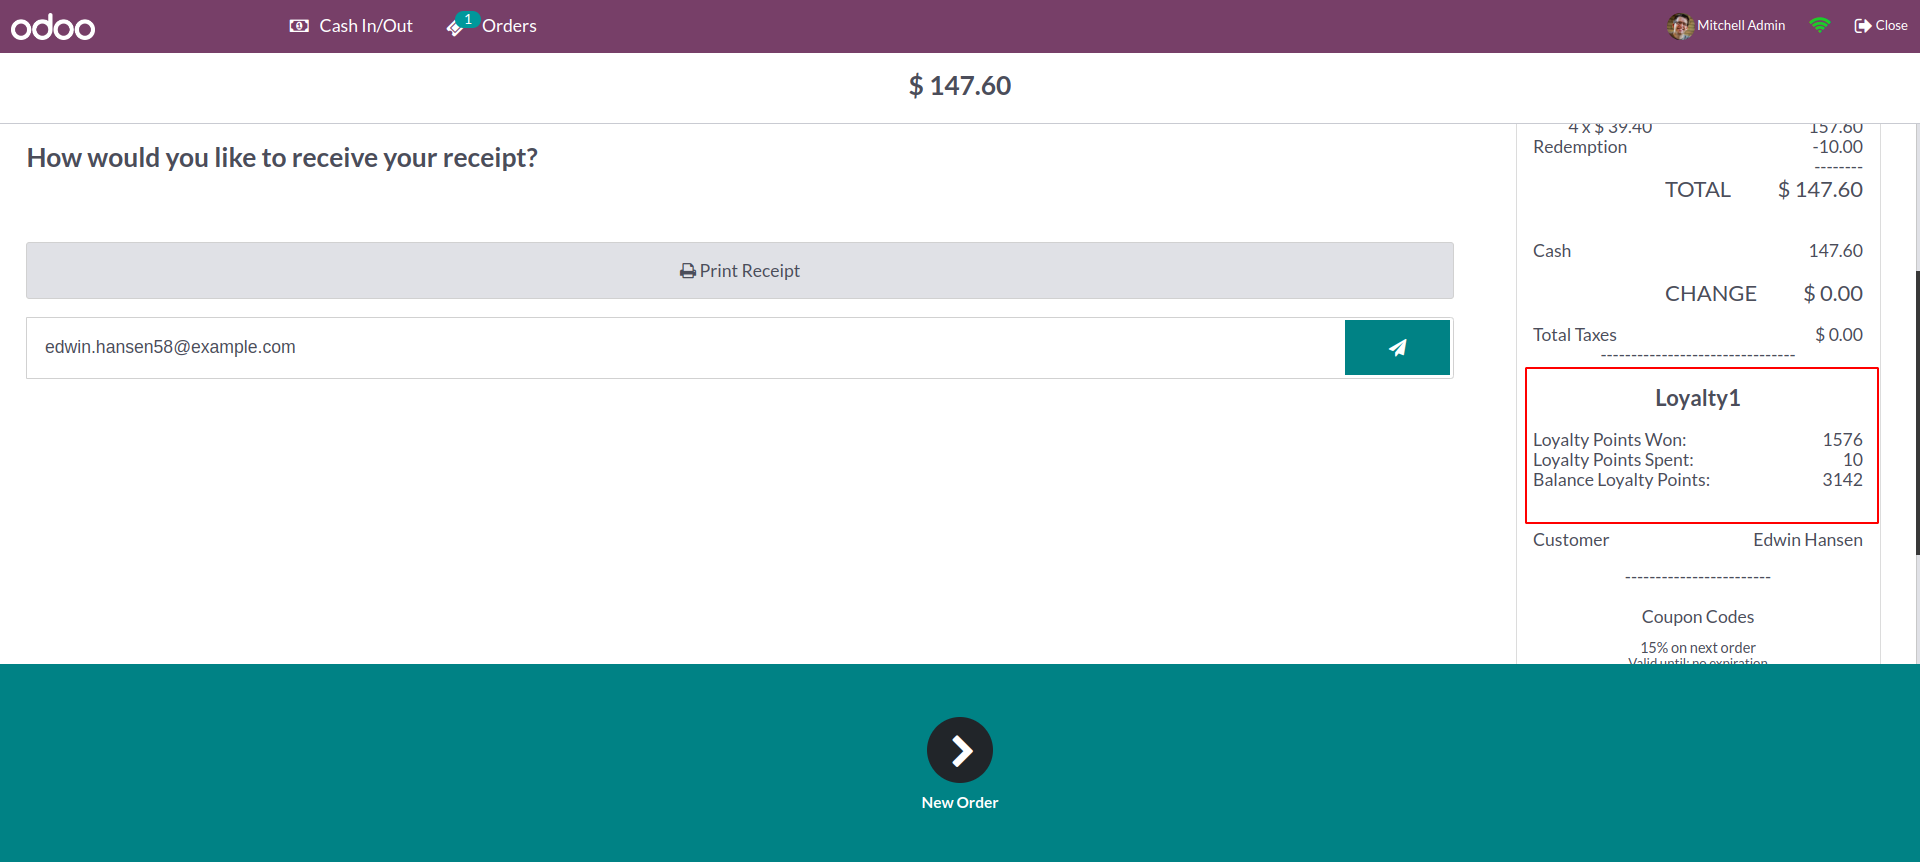 odoo
Cash In/Out
1
Orders
Mitchell Admin
Close
$ 147.60
How would you like to receive your receipt?
Print Receipt
edwin.hansen58@example.com
4 x $ 39.40 157.60
Redemption -10.00
--------
TOTAL $ 147.60
Cash 147.60
CHANGE $ 0.00
Total Taxes $ 0.00
--------------------------------
Loyalty1
Loyalty Points Won: 1576
Loyalty Points Spent: 10
Balance Loyalty Points: 3142
Customer Edwin Hansen
------------------------
Coupon Codes
15% on next order
Valid until: no expiration
New Order